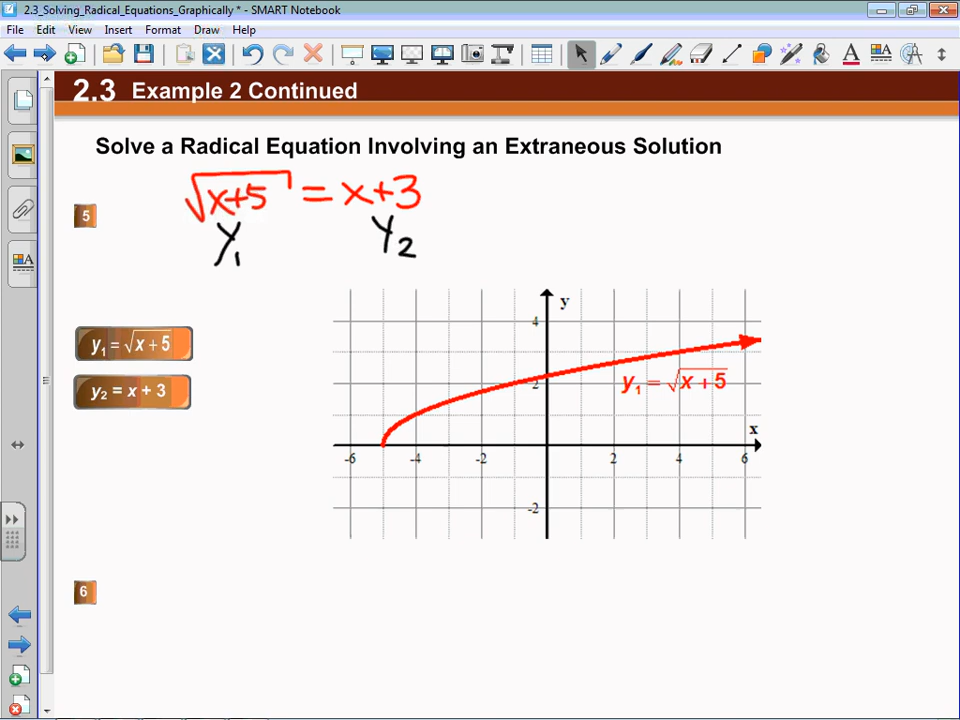 2.3_Solving_Radical_Equations_Graphically * - SMART Notebook
File Edit View Insert Format Draw Help
2.3 Example 2 Continued
Solve a Radical Equation Involving an Extraneous Solution
√x+5 = x+3
5
y₁ y₂
y
4
y₁ = √x + 5
2
y₁ = √x + 5
y₂ = x + 3
x
-6 -4 -2 2 4 6
-2
6